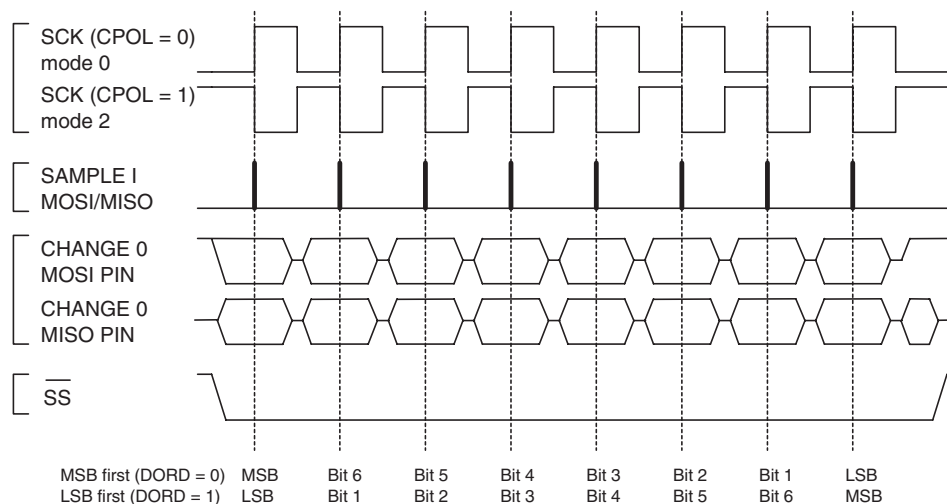 SCK (CPOL = 0)
mode 0
SCK (CPOL = 1)
mode 2
SAMPLE I
MOSI/MISO
CHANGE 0
MOSI PIN
CHANGE 0
MISO PIN
SS
MSB first (DORD = 0) MSB Bit 6 Bit 5 Bit 4 Bit 3 Bit 2 Bit 1 LSB
LSB first (DORD = 1) LSB Bit 1 Bit 2 Bit 3 Bit 4 Bit 5 Bit 6 MSB